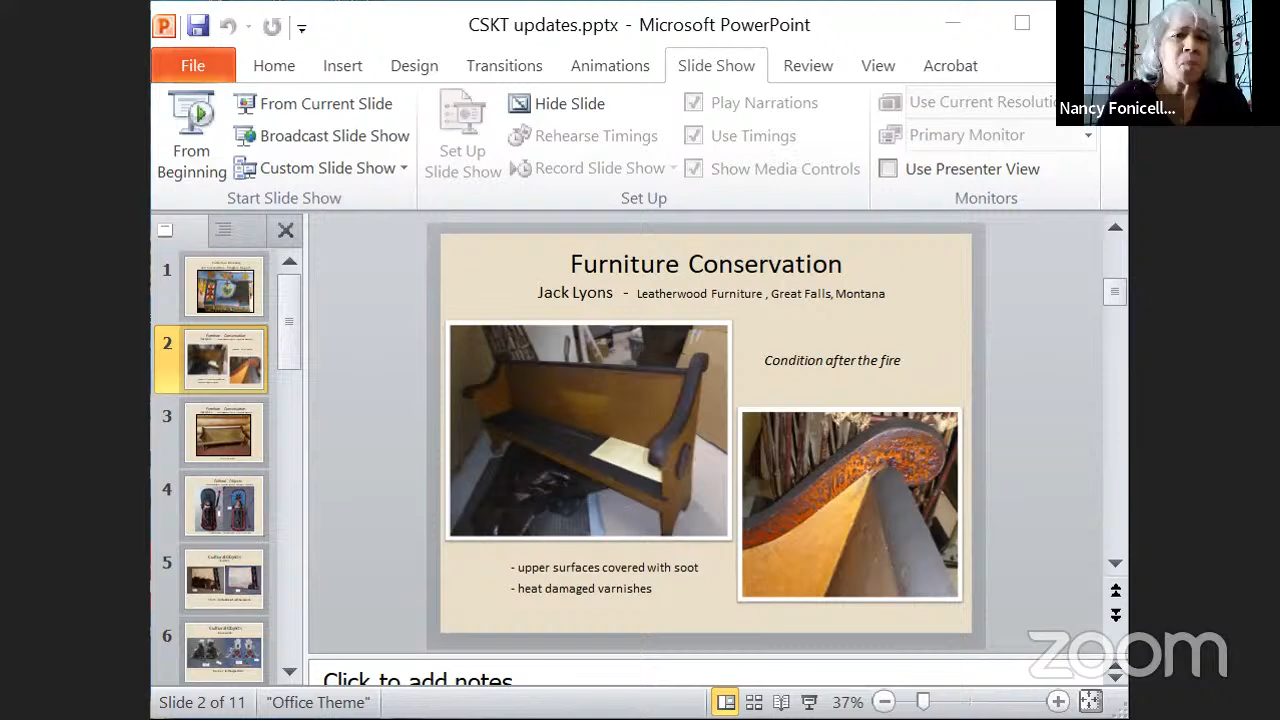 CSKT updates.pptx - Microsoft PowerPoint
File Home Insert Design Transitions Animations Slide Show Review View Acrobat
From Beginning
From Current Slide
Broadcast Slide Show
Custom Slide Show
Start Slide Show
Set Up Slide Show
Hide Slide
Rehearse Timings
Record Slide Show
Play Narrations
Use Timings
Show Media Controls
Set Up
Use Current Resoluti
Primary Monitor
Use Presenter View
Monitors
Nancy Fonicell...
1
2
3
4
5
6
Furniture Conservation
Jack Lyons - Leatherwood Furniture , Great Falls, Montana
Condition after the fire
- upper surfaces covered with soot
- heat damaged varnishes
Click to add notes
Slide 2 of 11
"Office Theme"
37%
zoom